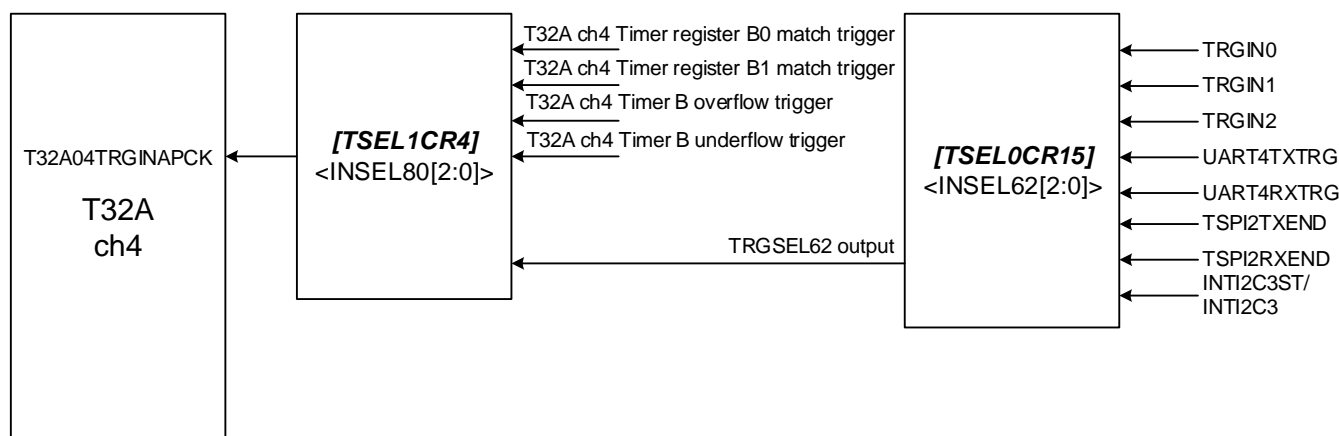 T32A04TRGINAPCK
T32A
ch4
[TSEL1CR4]
<INSEL80[2:0]>
T32A ch4 Timer register B0 match trigger
T32A ch4 Timer register B1 match trigger
T32A ch4 Timer B overflow trigger
T32A ch4 Timer B underflow trigger
TRGSEL62 output
[TSEL0CR15]
<INSEL62[2:0]>
TRGIN0
TRGIN1
TRGIN2
UART4TXTRG
UART4RXTRG
TSPI2TXEND
TSPI2RXEND
INTI2C3ST/
INTI2C3